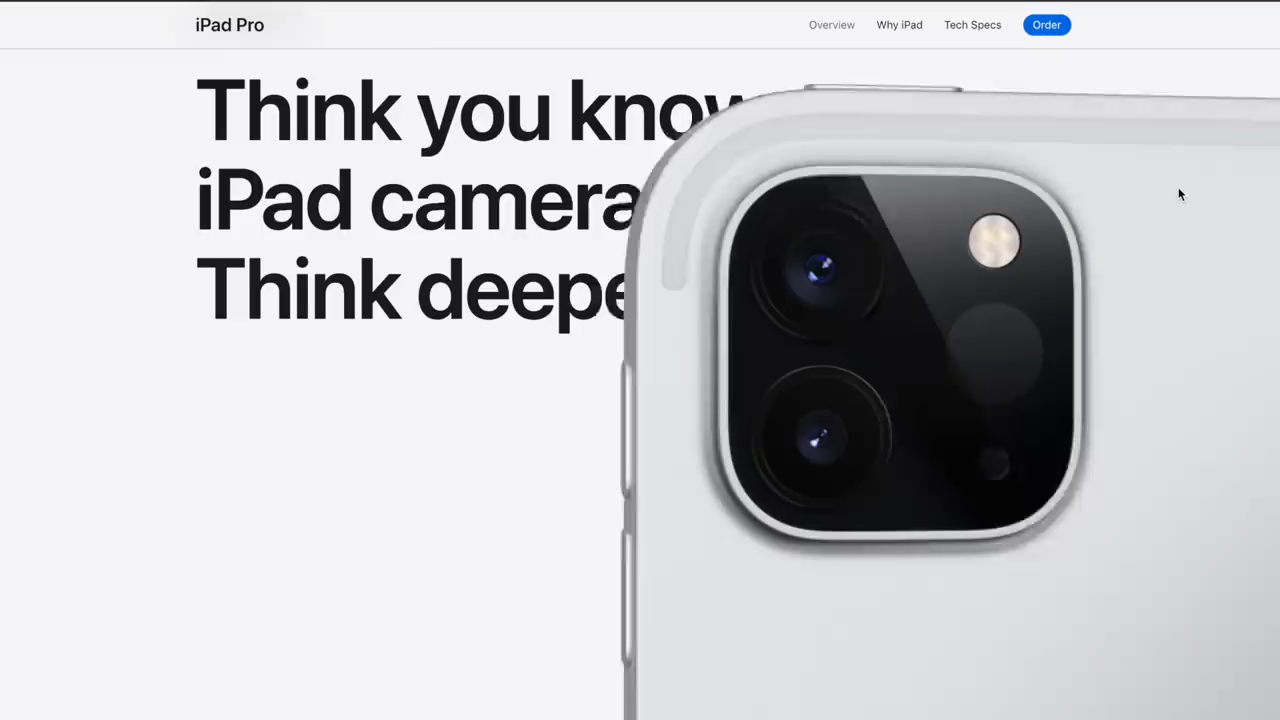 iPad Pro
Overview
Why iPad
Tech Specs
Order
Think you know
iPad camera
Think deepe